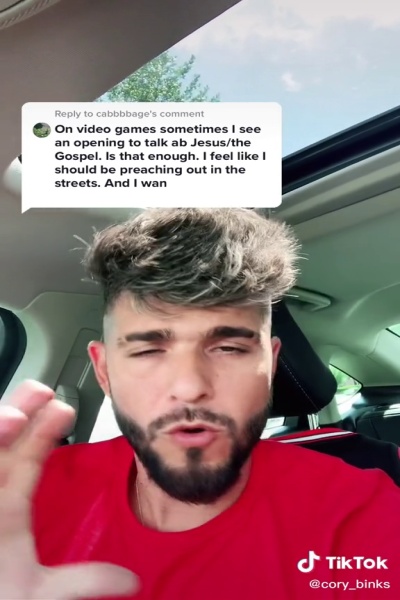 Reply to cabbbbage's comment
On video games sometimes I see
an opening to talk ab Jesus/the
Gospel. Is that enough. I feel like I
should be preaching out in the
streets. And I wan
TikTok
@cory_binks